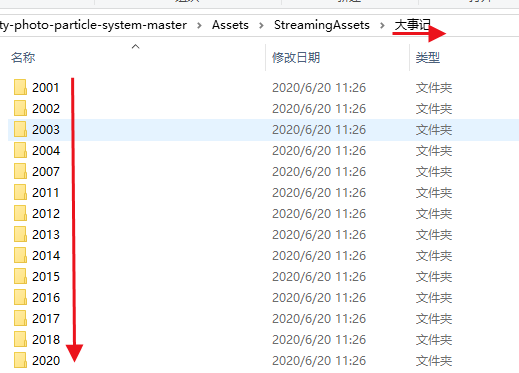 ty-photo-particle-system-master > Assets > StreamingAssets > 大事记
名称 修改日期 类型
2001 2020/6/20 11:26 文件夹
2002 2020/6/20 11:26 文件夹
2003 2020/6/20 11:26 文件夹
2004 2020/6/20 11:26 文件夹
2007 2020/6/20 11:26 文件夹
2011 2020/6/20 11:26 文件夹
2012 2020/6/20 11:26 文件夹
2013 2020/6/20 11:26 文件夹
2014 2020/6/20 11:26 文件夹
2015 2020/6/20 11:26 文件夹
2016 2020/6/20 11:26 文件夹
2017 2020/6/20 11:26 文件夹
2018 2020/6/20 11:26 文件夹
2020 2020/6/20 11:26 文件夹